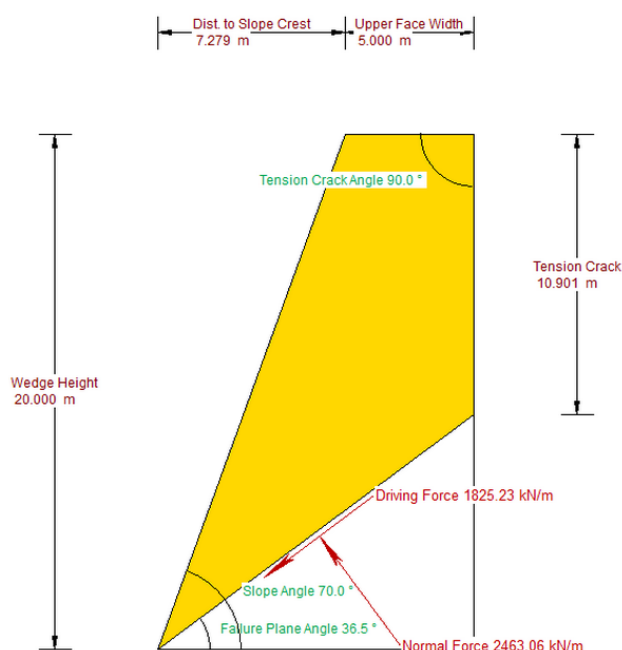 Dist. to Slope Crest
7.279 m
Upper Face Width
5.000 m
Tension Crack Angle 90.0 °
Tension Crack
10.901 m
Wedge Height
20.000 m
Driving Force 1825.23 kN/m
Slope Angle 70.0 °
Failure Plane Angle 36.5 °
Normal Force 2463.06 kN/m